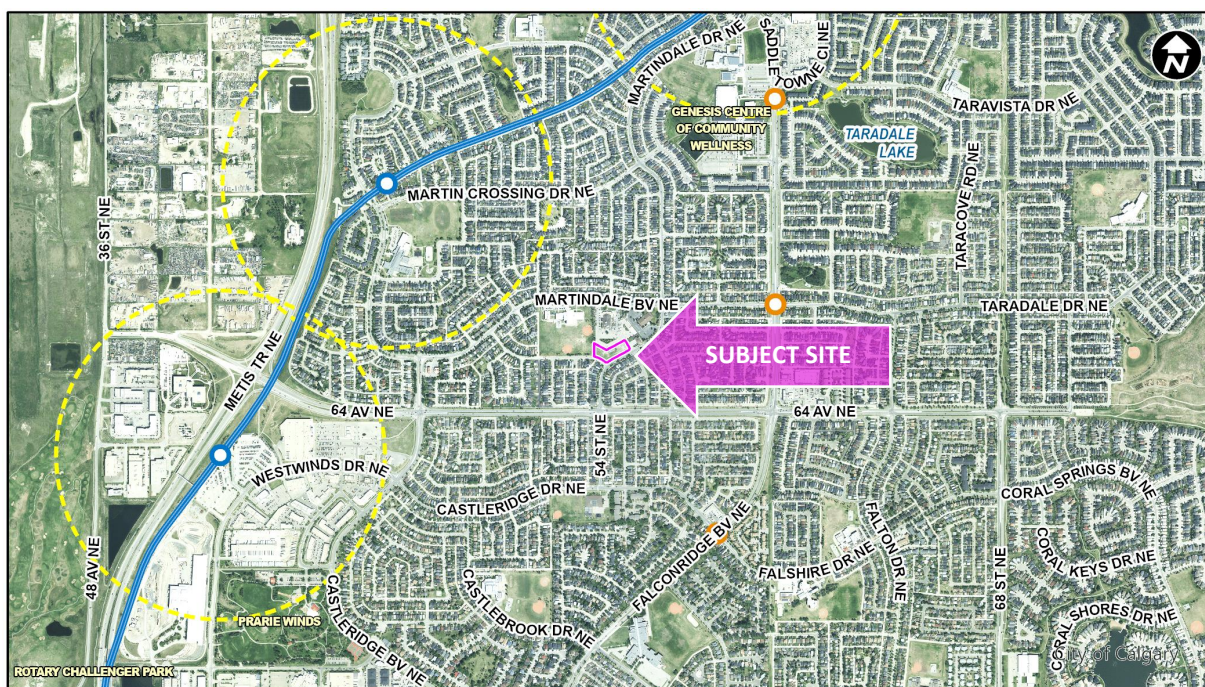 MARTINDALE DR NE
SADDLE TOWNE CI NE
N
GENESIS CENTRE
OF COMMUNITY
WELLNESS
TARADALE
LAKE
TARAVISTA DR NE
MARTIN CROSSING DR NE
36 ST NE
TARACOVE RD NE
MARTINDALE BV NE
TARADALE DR NE
METIS TR NE
SUBJECT SITE
64 AV NE
64 AV NE
54 ST NE
WESTWINDS DR NE
CASTLERIDGE DR NE
CORAL SPRINGS BV NE
FALCONRIDGE BV NE
FALTON DR NE
48 AV NE
FALSHIRE DR NE
68 ST NE
CORAL KEYS DR NE
CASTLERIDGE BV NE
CASTLEBROOK DR NE
PRARIE WINDS
CORAL SHORES DR NE
City of Calgary
ROTARY CHALLENGER PARK